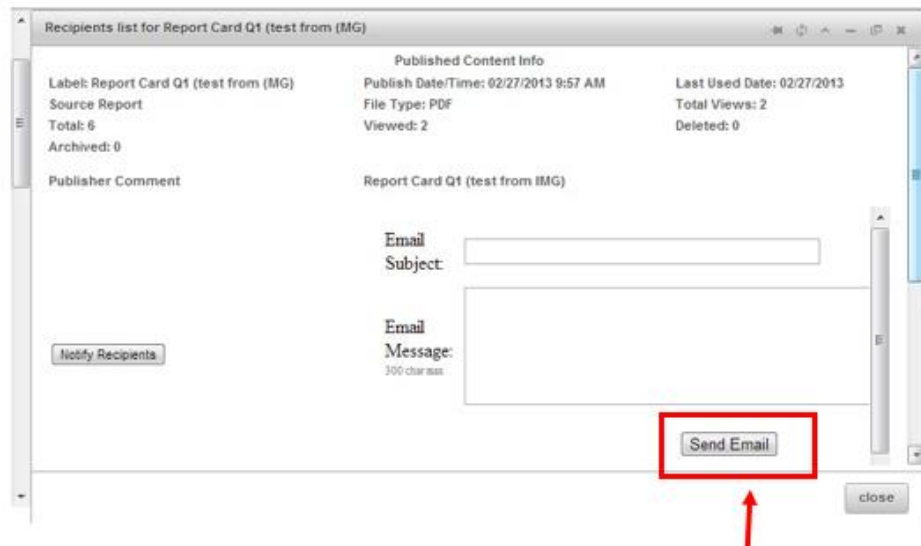 Recipients list for Report Card Q1 (test from (MG)
Published Content Info
Label: Report Card Q1 (test from (MG) Publish Date/Time: 02/27/2013 9:57 AM Last Used Date: 02/27/2013
Source Report File Type: PDF Total Views: 2
Total: 6 Viewed: 2 Deleted: 0
Archived: 0
Publisher Comment Report Card Q1 (test from IMG)
Email
Subject:
Email
Notify Recipients Message:
300 char max
Send Email
close